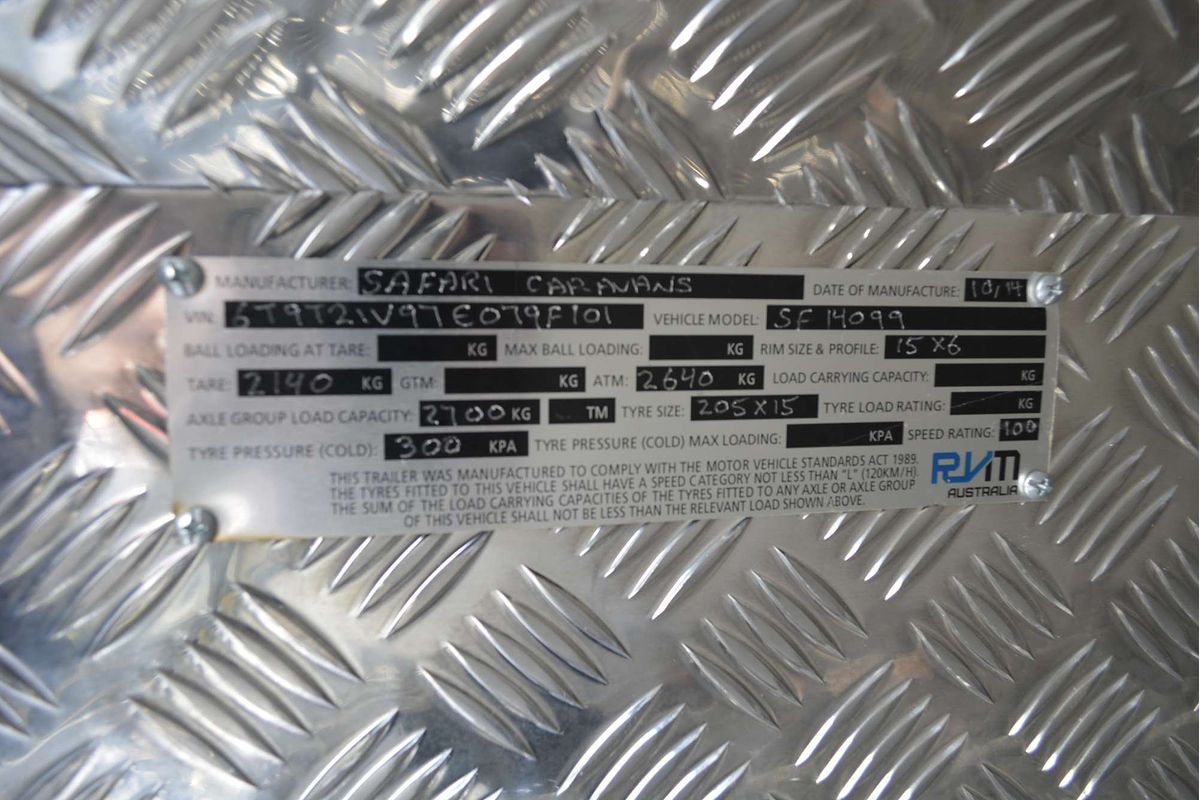 MANUFACTURER: SAFARI CARAVANS DATE OF MANUFACTURE: 10/14
VIN: 6T9T21V97E079F101 VEHICLE MODEL: SF14099
BALL LOADING AT TARE: KG MAX BALL LOADING: KG RIM SIZE & PROFILE: 15X6
TARE: 2140 KG GTM: KG ATM: 2640 KG LOAD CARRYING CAPACITY: KG
AXLE GROUP LOAD CAPACITY: 2700 KG TM TYRE SIZE: 205X15 TYRE LOAD RATING: KG
TYRE PRESSURE (COLD): 300 KPA TYRE PRESSURE (COLD) MAX LOADING: KPA SPEED RATING: 100
THIS TRAILER WAS MANUFACTURED TO COMPLY WITH THE MOTOR VEHICLE STANDARDS ACT 1989.
THE TYRES FITTED TO THIS VEHICLE SHALL HAVE A SPEED CATEGORY NOT LESS THAN "L" (120KM/H).
THE SUM OF THE LOAD CARRYING CAPACITIES OF THE TYRES FITTED TO ANY AXLE OR AXLE GROUP
OF THIS VEHICLE SHALL NOT BE LESS THAN THE RELEVANT LOAD SHOWN ABOVE.
RVM
AUSTRALIA